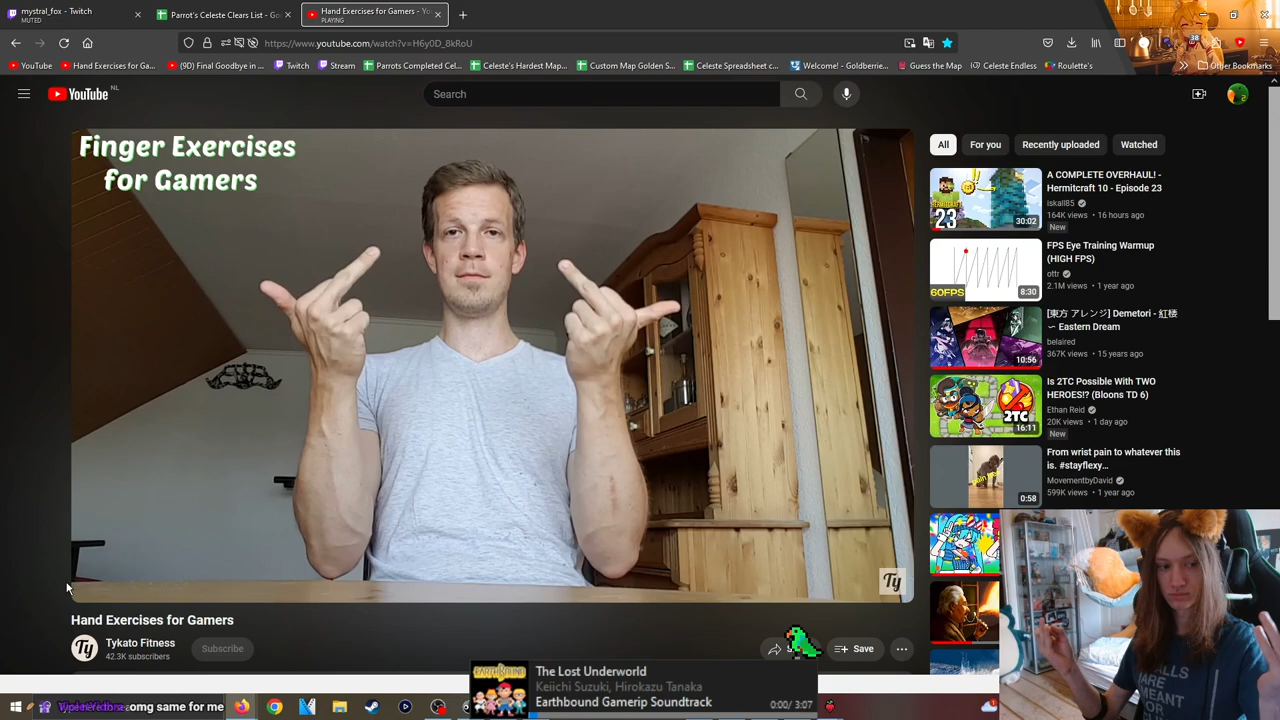 mystral_fox - Twitch
MUTED
Parrot's Celeste Clears List - Go
Hand Exercises for Gamers - Yo
PLAYING
https://www.youtube.com/watch?v=H6y0D_8kRoU
38
YouTube
Hand Exercises for Ga...
(9D) Final Goodbye in ...
Twitch
Stream
Parrots Completed Cel...
Celeste's Hardest Map...
Custom Map Golden S...
Celeste Spreadsheet c...
Welcome! - Goldberrie...
Guess the Map
Celeste Endless
Roulette's
Other Bookmarks
YouTube
NL
Search
Finger Exercises
for Gamers
Ty
All
For you
Recently uploaded
Watched
A COMPLETE OVERHAUL! -
Hermitcraft 10 - Episode 23
iskall85
164K views • 16 hours ago
New
HERMITCRAFT
23
30:02
FPS Eye Training Warmup
(HIGH FPS)
ottr
2.1M views • 1 year ago
60FPS
8:30
[東方 アレンジ] Demetori - 紅楼
~ Eastern Dream
belaired
367K views • 15 years ago
10:56
Is 2TC Possible With TWO
HEROES!? (Bloons TD 6)
Ethan Reid
20K views • 1 day ago
New
2TC
16:11
From wrist pain to whatever this
is. #stayflexy...
MovementbyDavid
599K views • 1 year ago
0:58
Hand Exercises for Gamers
Ty
Tykato Fitness
42.3K subscribers
Subscribe
Save
EARTHBOUND
The Lost Underworld
Keiichi Suzuki, Hirokazu Tanaka
Earthbound Gamerip Soundtrack
0:00/ 3:07
omg same for me
WALLS
ARE
MEANT
FOR